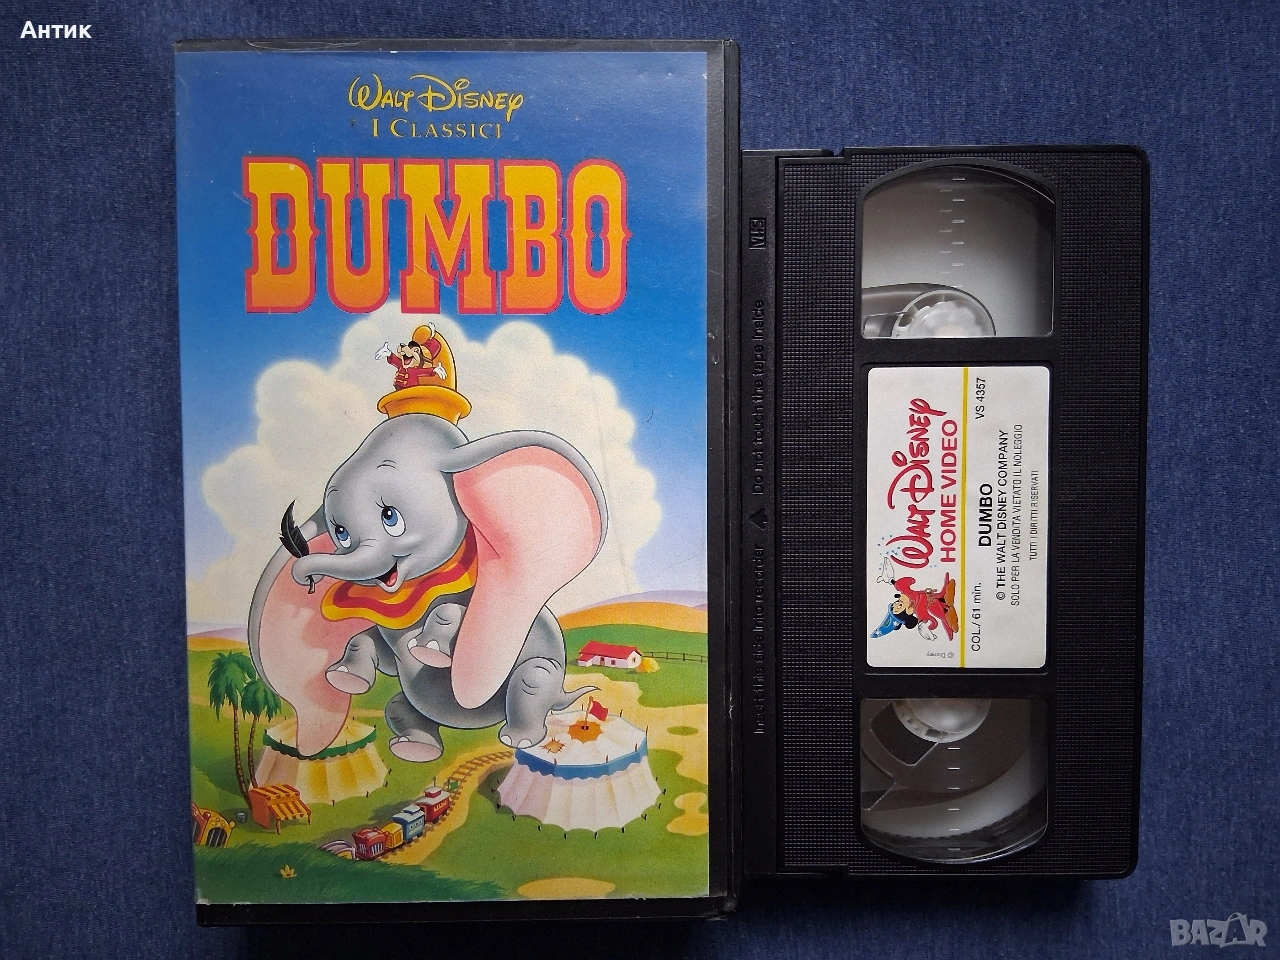 Антик
WALT DISNEY
I CLASSICI
DUMBO
VHS
Do not touch the tape inside
Insert this side into recorder
WALT DISNEY
HOME VIDEO
VS 4357
DUMBO
© THE WALT DISNEY COMPANY
SOLO PER LA VENDITA VIETATO IL NOLEGGIO
TUTTI I DIRITTI RISERVATI
COL./ 61 min.
© Disney
BAZAR